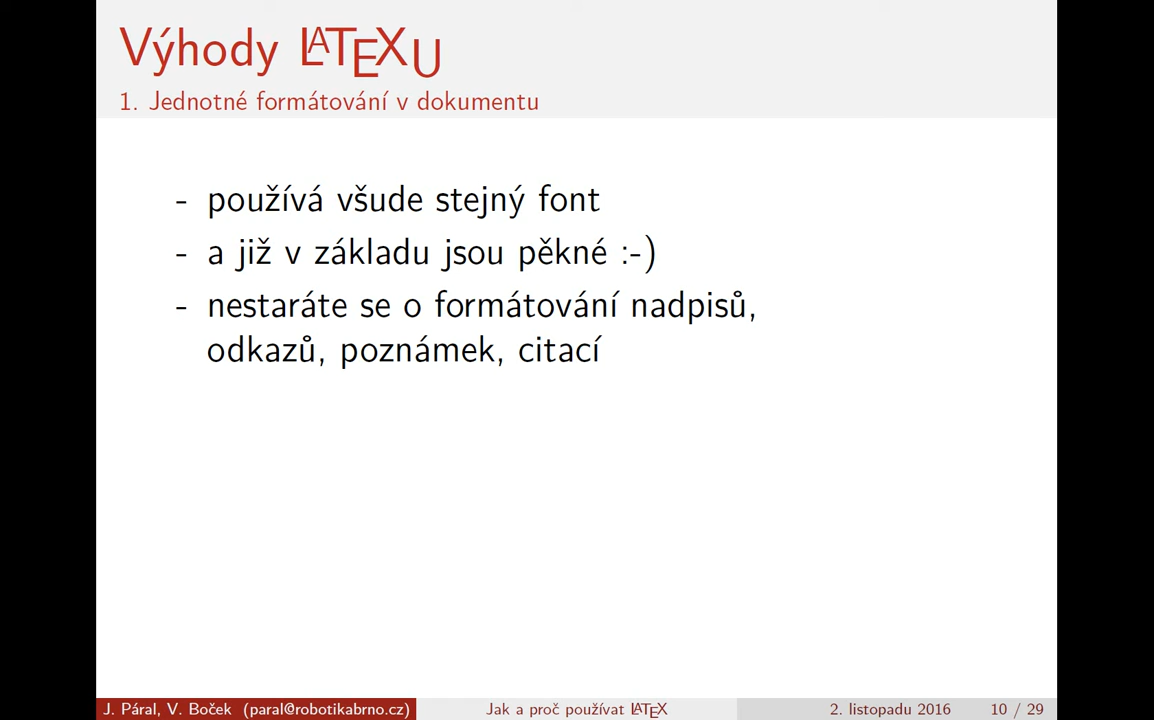 Výhody LATEXU
1. Jednotné formátování v dokumentu
- používá všude stejný font
- a již v základu jsou pěkné :-)
- nestaráte se o formátování nadpisů,
odkazů, poznámek, citací
J. Páral, V. Boček (paral@robotikabrno.cz) Jak a proč používat LATEX 2. listopadu 2016 10 / 29